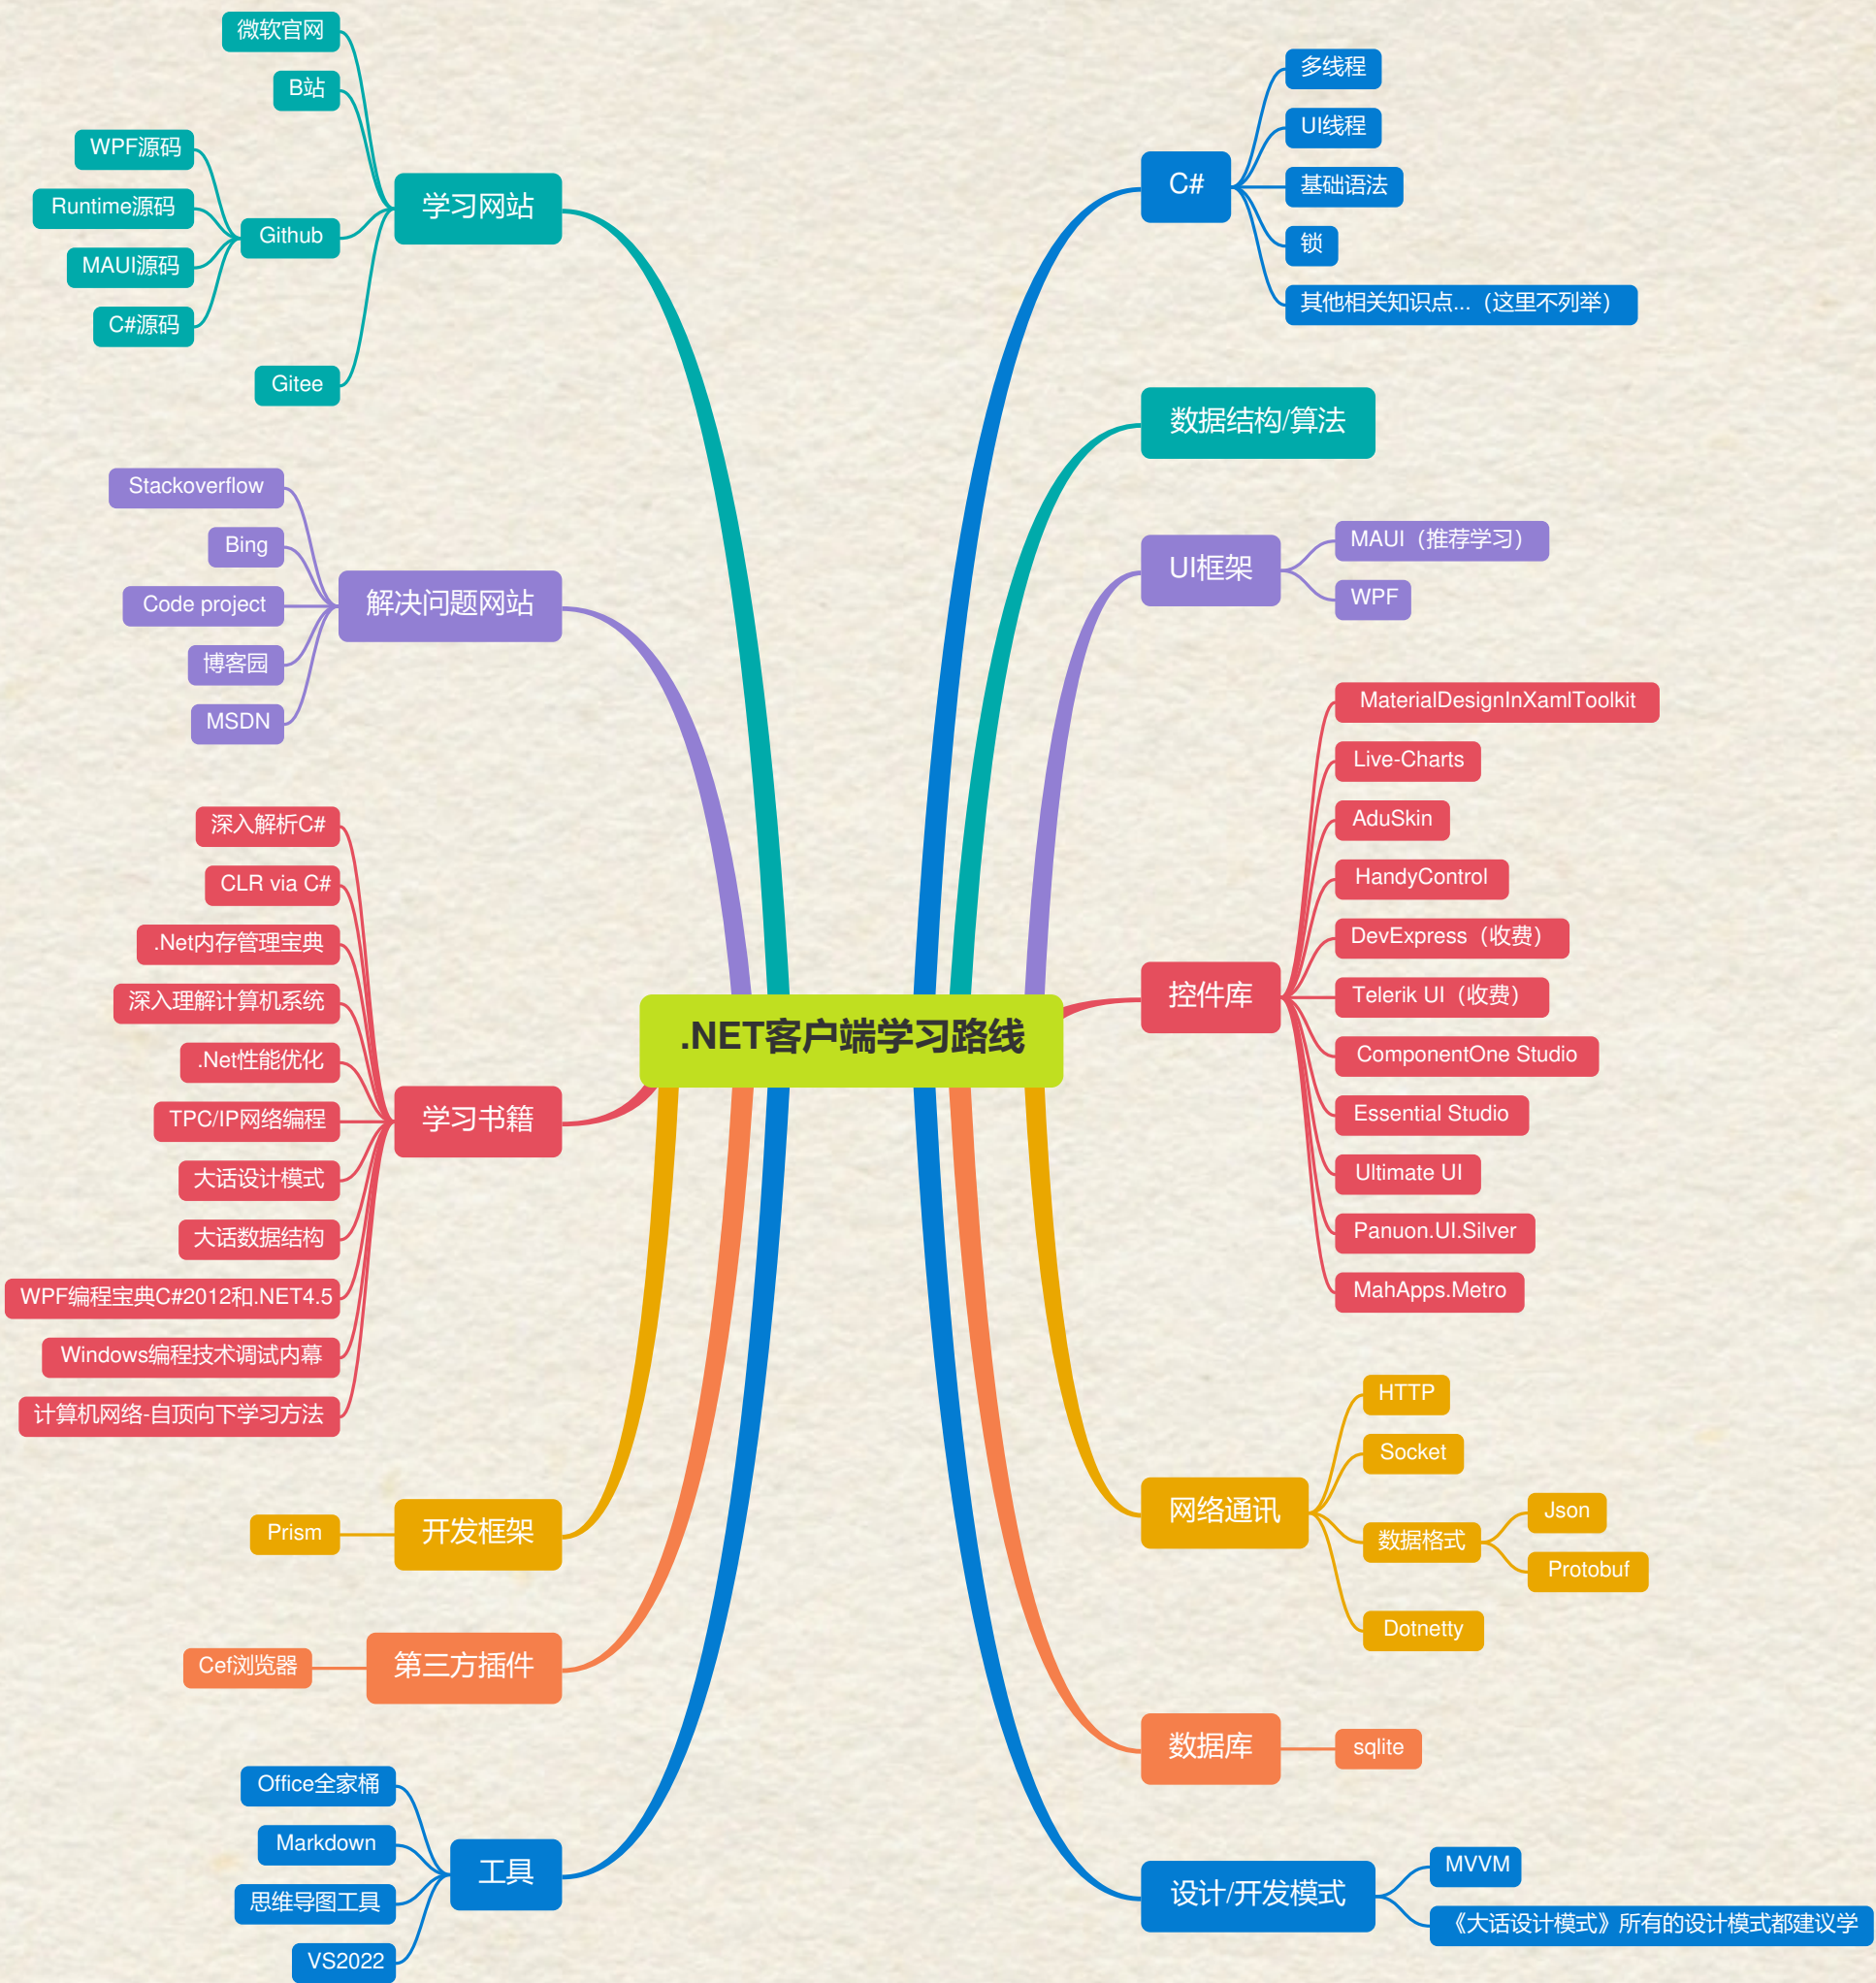 .NET客户端学习路线
C#
多线程
UI线程
基础语法
锁
其他相关知识点...（这里不列举）
数据结构/算法
UI框架
MAUI（推荐学习）
WPF
控件库
MaterialDesignInXamlToolkit
Live-Charts
AduSkin
HandyControl
DevExpress（收费）
Telerik UI（收费）
ComponentOne Studio
Essential Studio
Ultimate UI
Panuon.UI.Silver
MahApps.Metro
网络通讯
HTTP
Socket
数据格式
Json
Protobuf
Dotnetty
数据库
sqlite
设计/开发模式
MVVM
《大话设计模式》所有的设计模式都建议学
学习网站
微软官网
B站
Github
WPF源码
Runtime源码
MAUI源码
C#源码
Gitee
解决问题网站
Stackoverflow
Bing
Code project
博客园
MSDN
学习书籍
深入解析C#
CLR via C#
.Net内存管理宝典
深入理解计算机系统
.Net性能优化
TPC/IP网络编程
大话设计模式
大话数据结构
WPF编程宝典C#2012和.NET4.5
Windows编程技术调试内幕
计算机网络-自顶向下学习方法
开发框架
Prism
第三方插件
Cef浏览器
工具
Office全家桶
Markdown
思维导图工具
VS2022